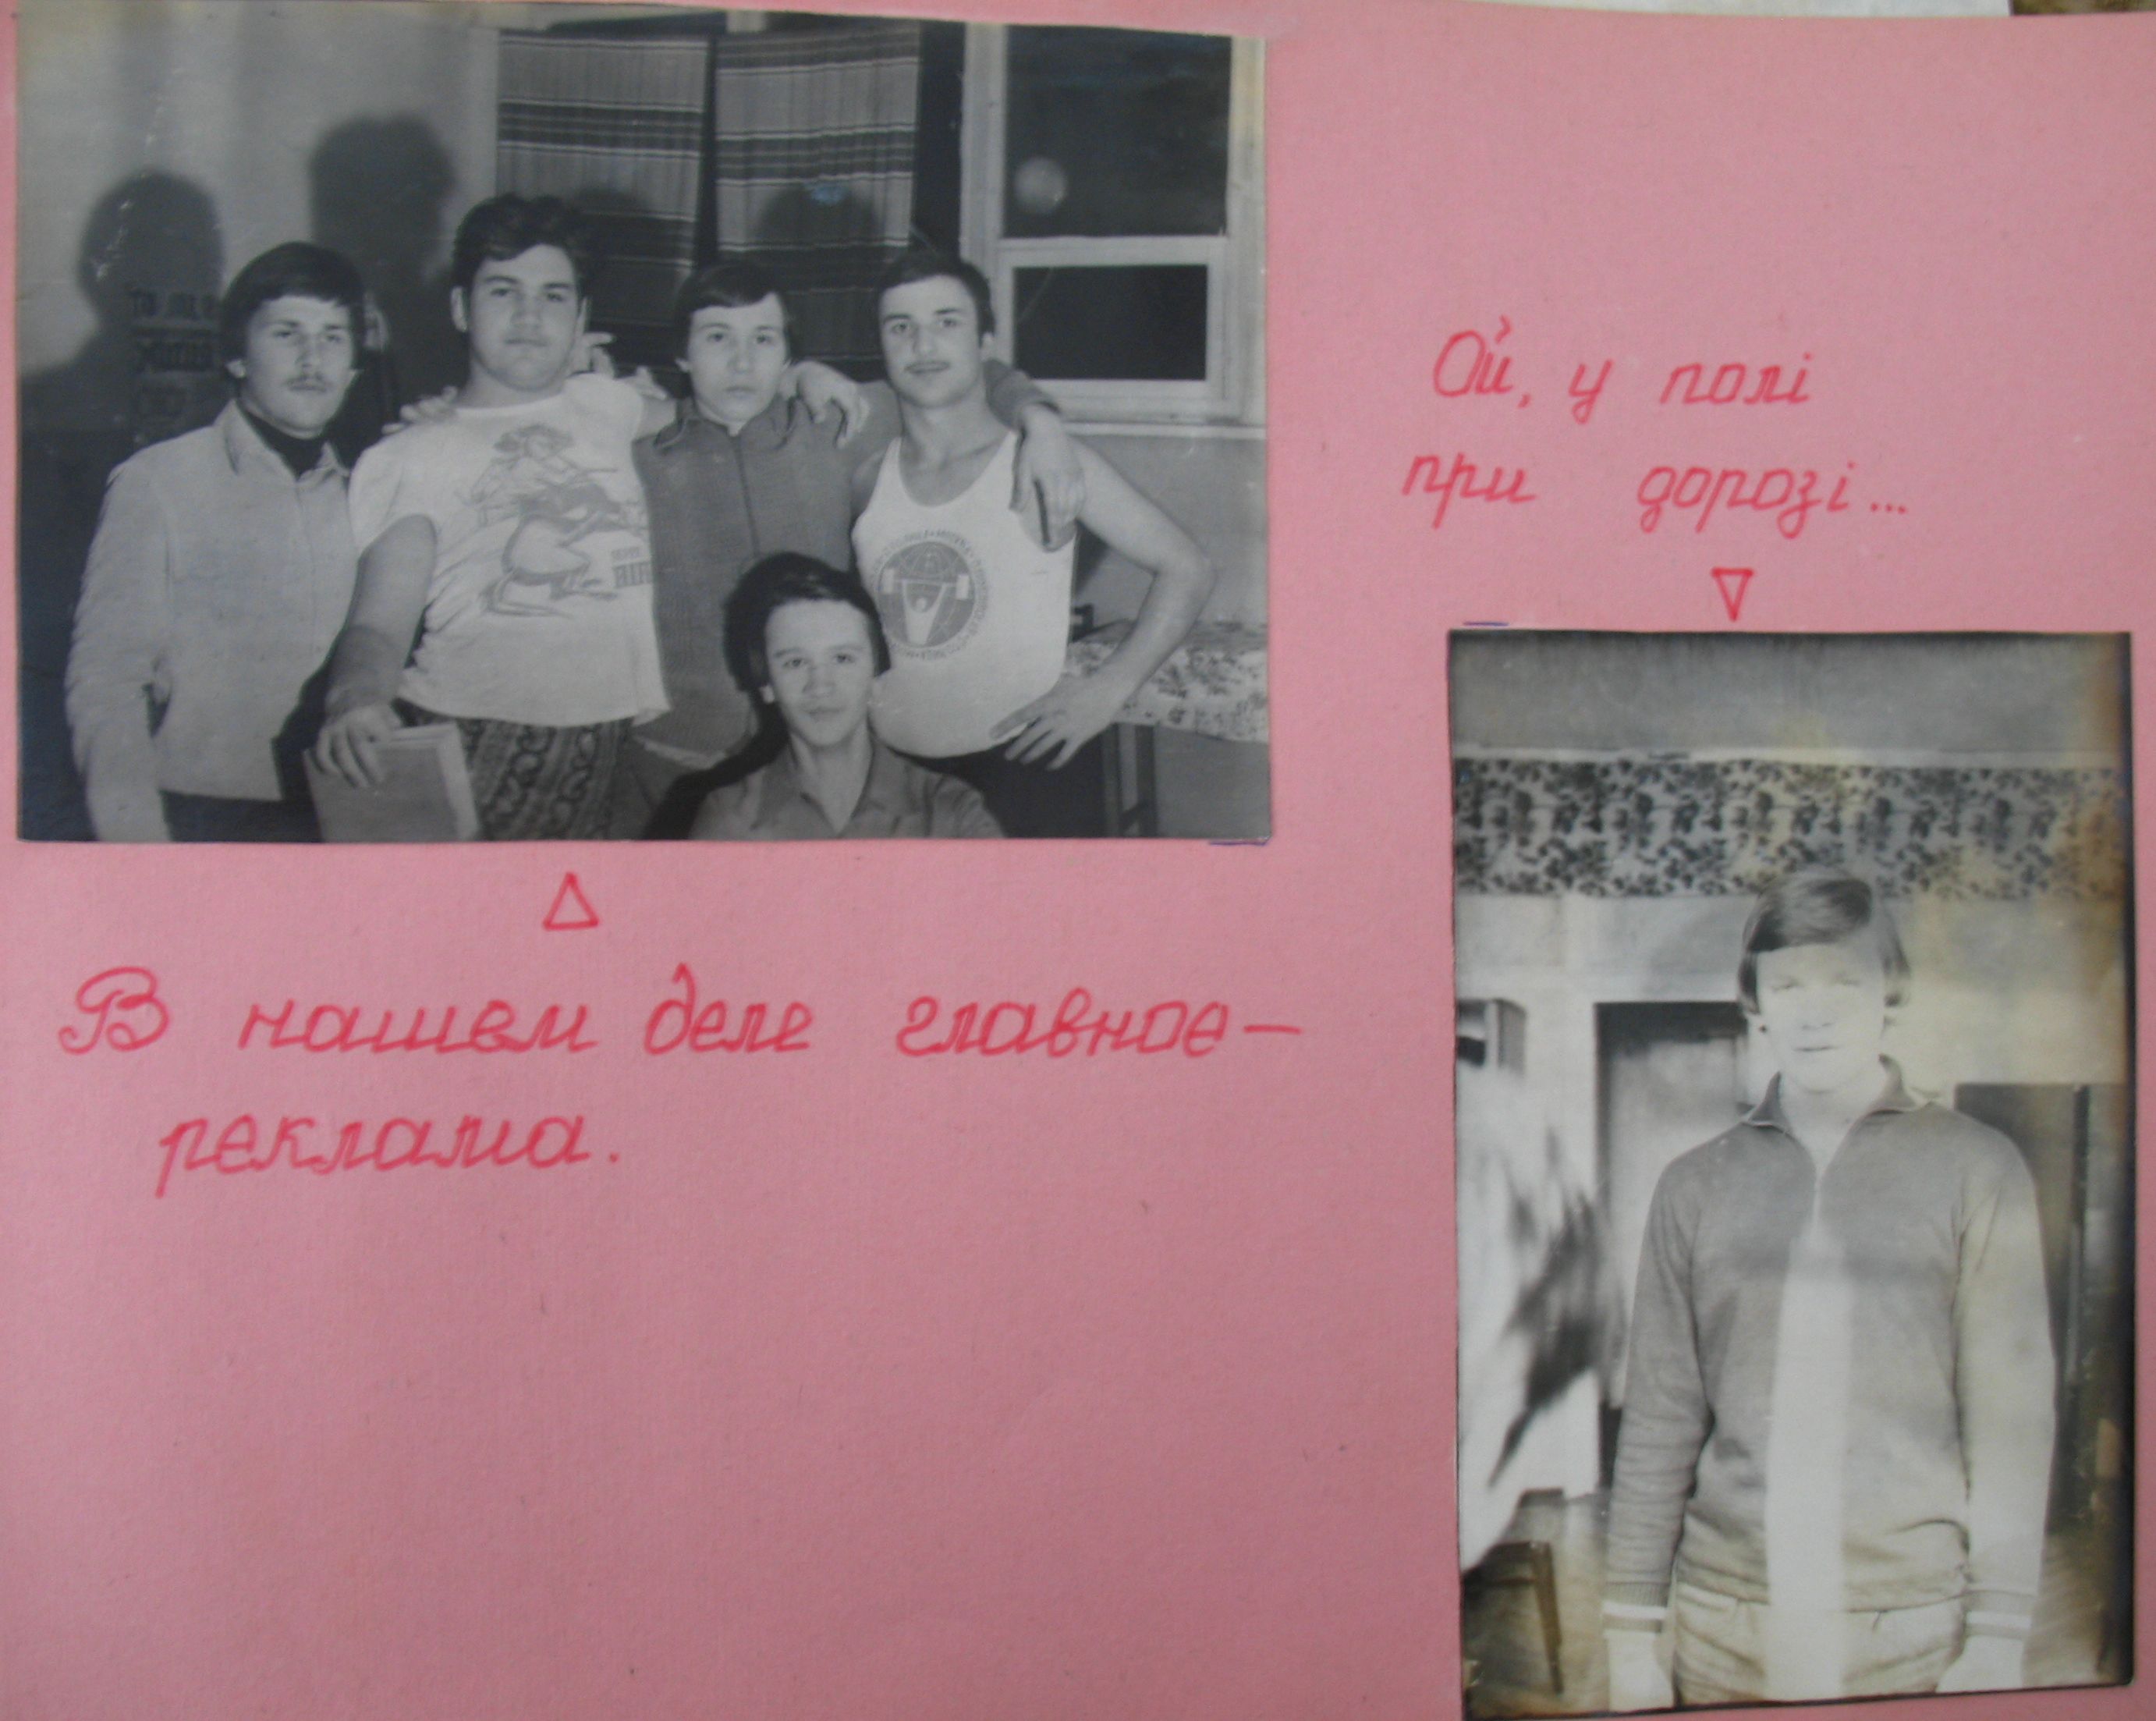 Ой, у полі
при дорозі...
В нашем деле главное —
реклама.